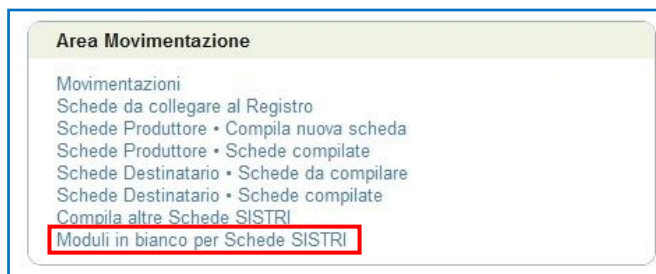 Area Movimentazione
Movimentazioni
Schede da collegare al Registro
Schede Produttore • Compila nuova scheda
Schede Produttore • Schede compilate
Schede Destinatario • Schede da compilare
Schede Destinatario • Schede compilate
Compila altre Schede SISTRI
Moduli in bianco per Schede SISTRI